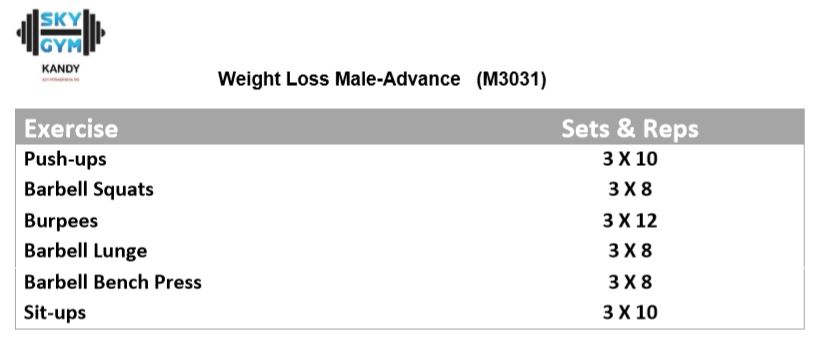 SKY
GYM
KANDY
Weight Loss Male-Advance (M3031)
Exercise Sets & Reps
Push-ups 3 X 10
Barbell Squats 3 X 8
Burpees 3 X 12
Barbell Lunge 3 X 8
Barbell Bench Press 3 X 8
Sit-ups 3 X 10